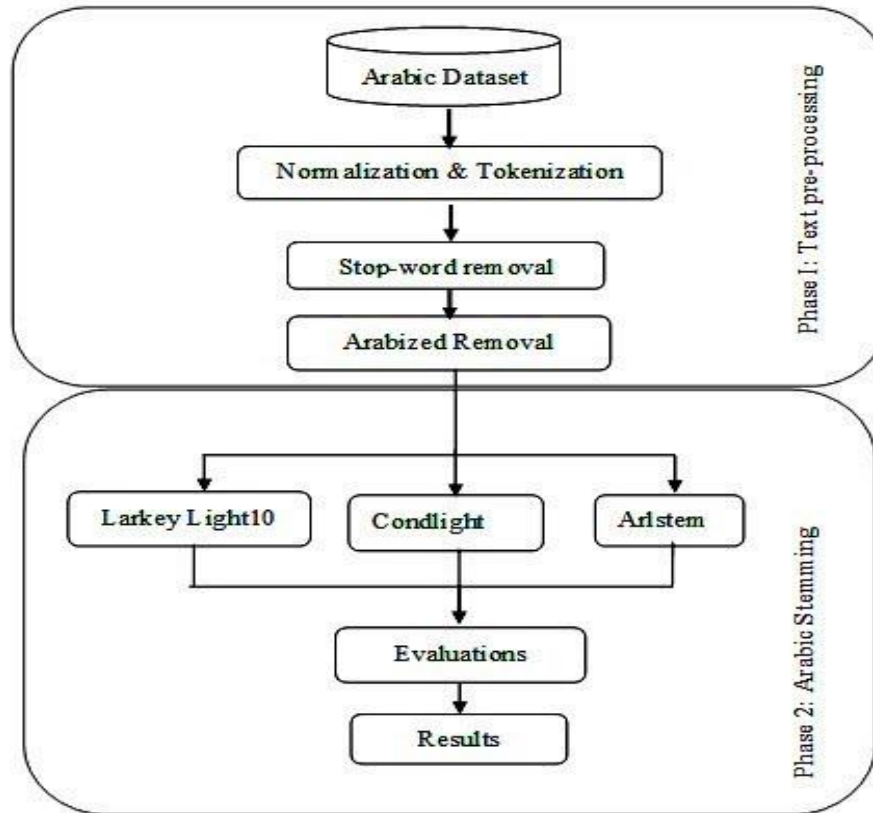 Arabic Dataset
Normalization & Tokenization
Stop-word removal
Arabized Removal
Phase 1: Text pre-processing
Larkey Light10
Condlight
Arlstem
Evaluations
Results
Phase 2: Arabic Stemming